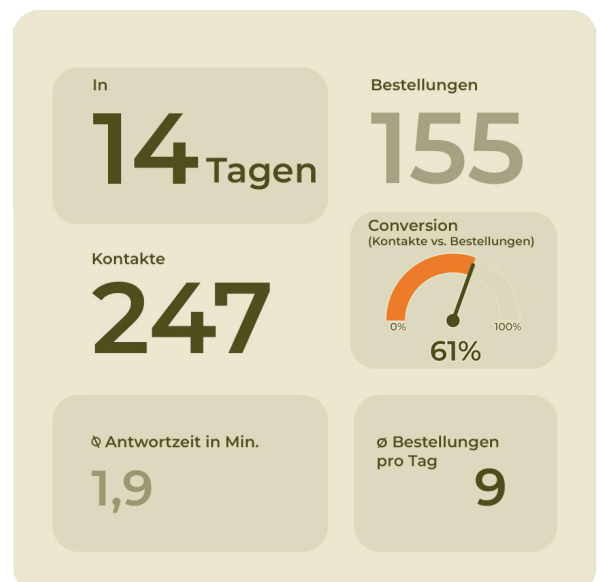 In
14 Tagen
Bestellungen
155
Kontakte
247
Conversion
(Kontakte vs. Bestellungen)
0%
100%
61%
Ø Antwortzeit in Min.
1,9
ø Bestellungen
pro Tag
9